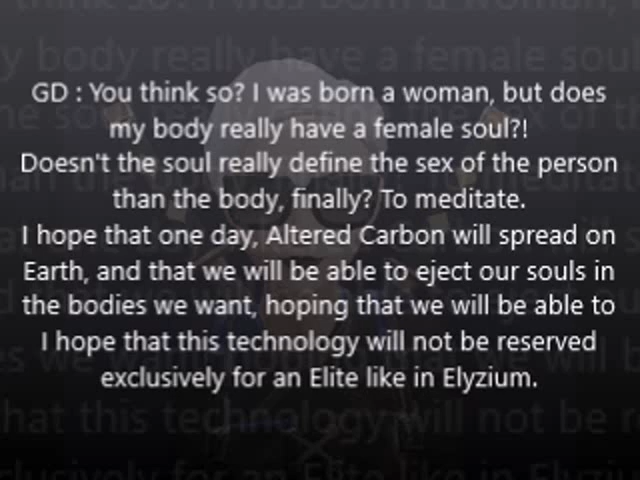 GD : You think so? I was born a woman, but does
my body really have a female soul?!
Doesn't the soul really define the sex of the person
than the body, finally? To meditate.
I hope that one day, Altered Carbon will spread on
Earth, and that we will be able to eject our souls in
the bodies we want, hoping that we will be able to
I hope that this technology will not be reserved
exclusively for an Elite like in Elyzium.